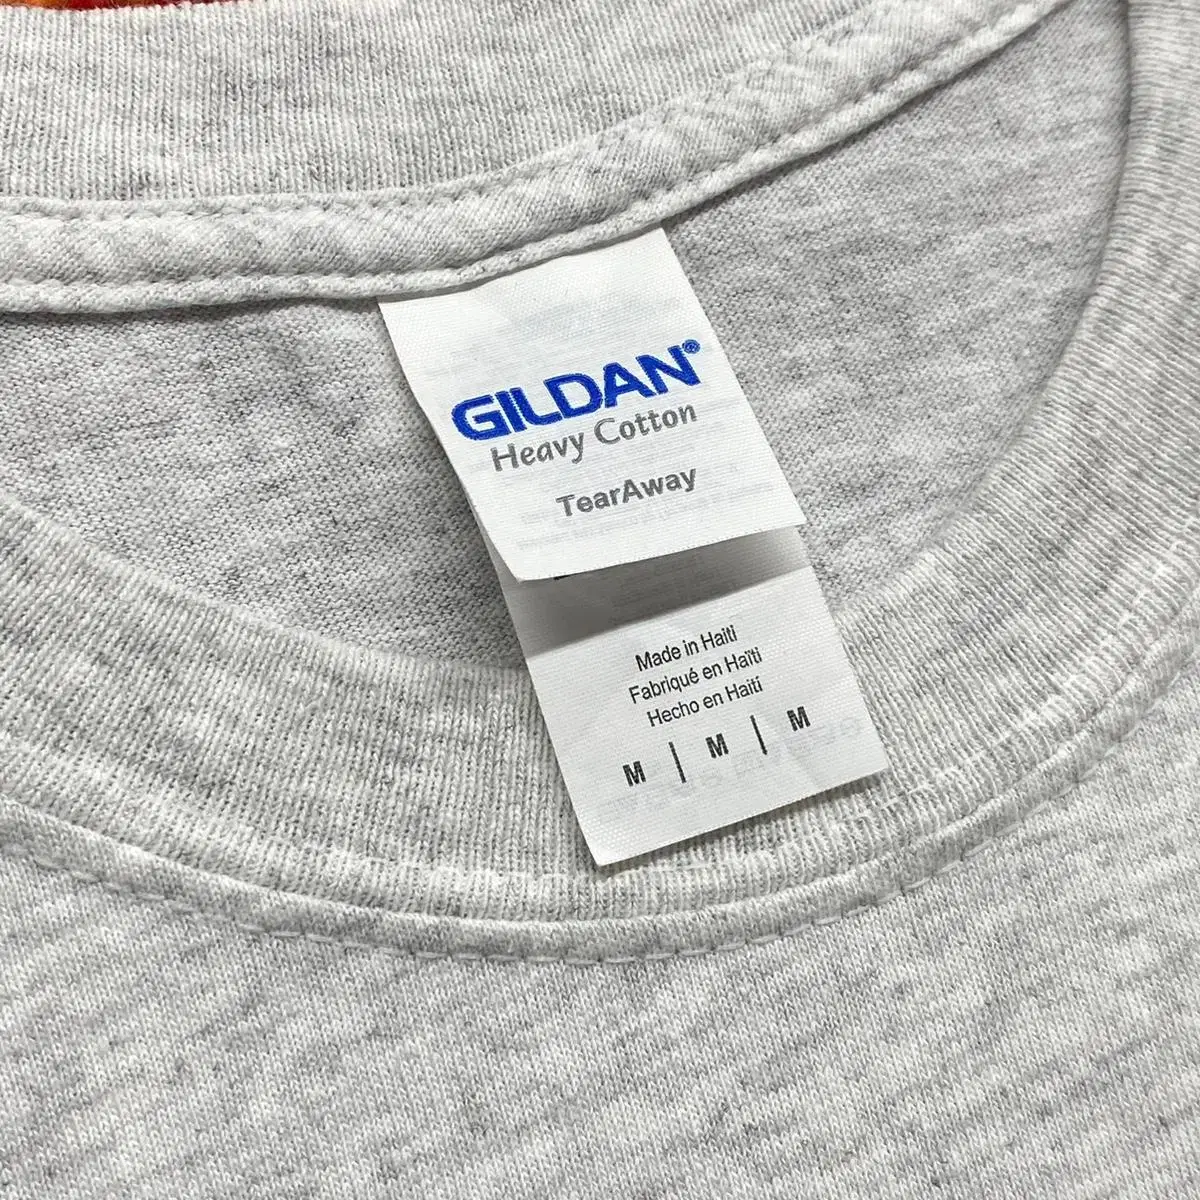 GILDAN®
Heavy Cotton
TearAway
Made in Haiti
Fabriqué en Haïti
Hecho en Haití
M | M | M